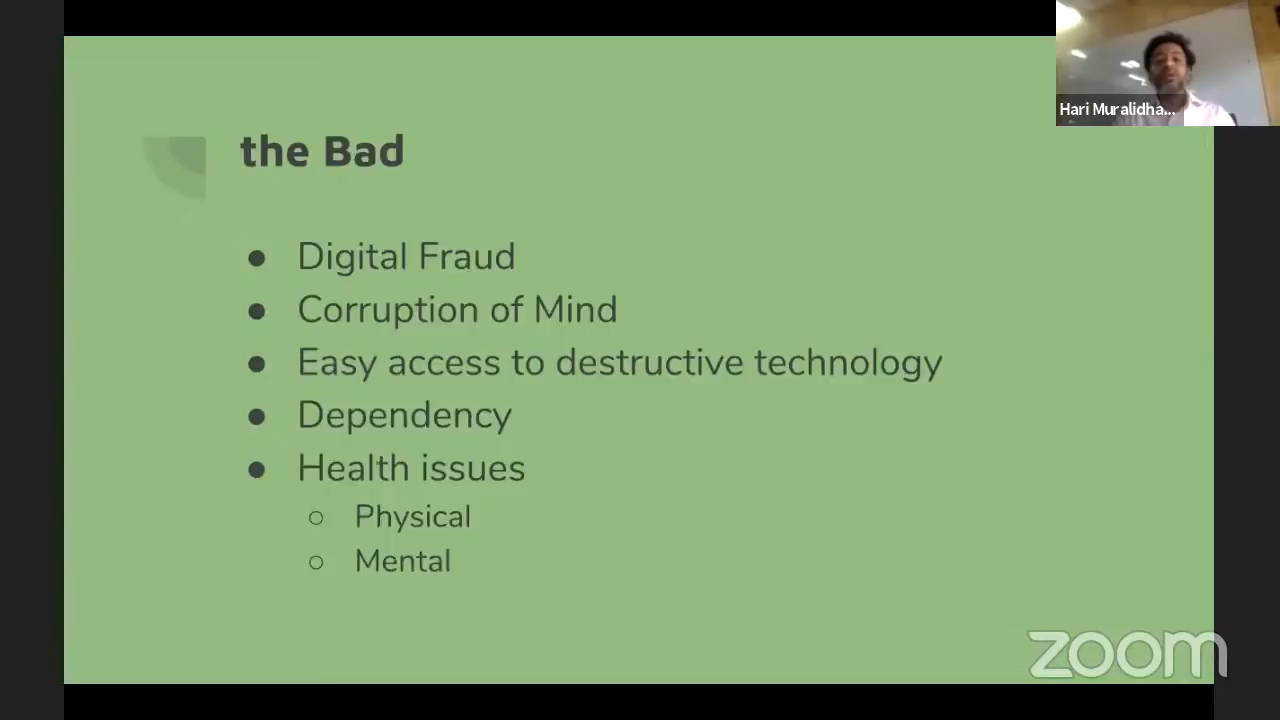 Hari Muralidha...
the Bad
● Digital Fraud
● Corruption of Mind
● Easy access to destructive technology
● Dependency
● Health issues
○ Physical
○ Mental
zoom